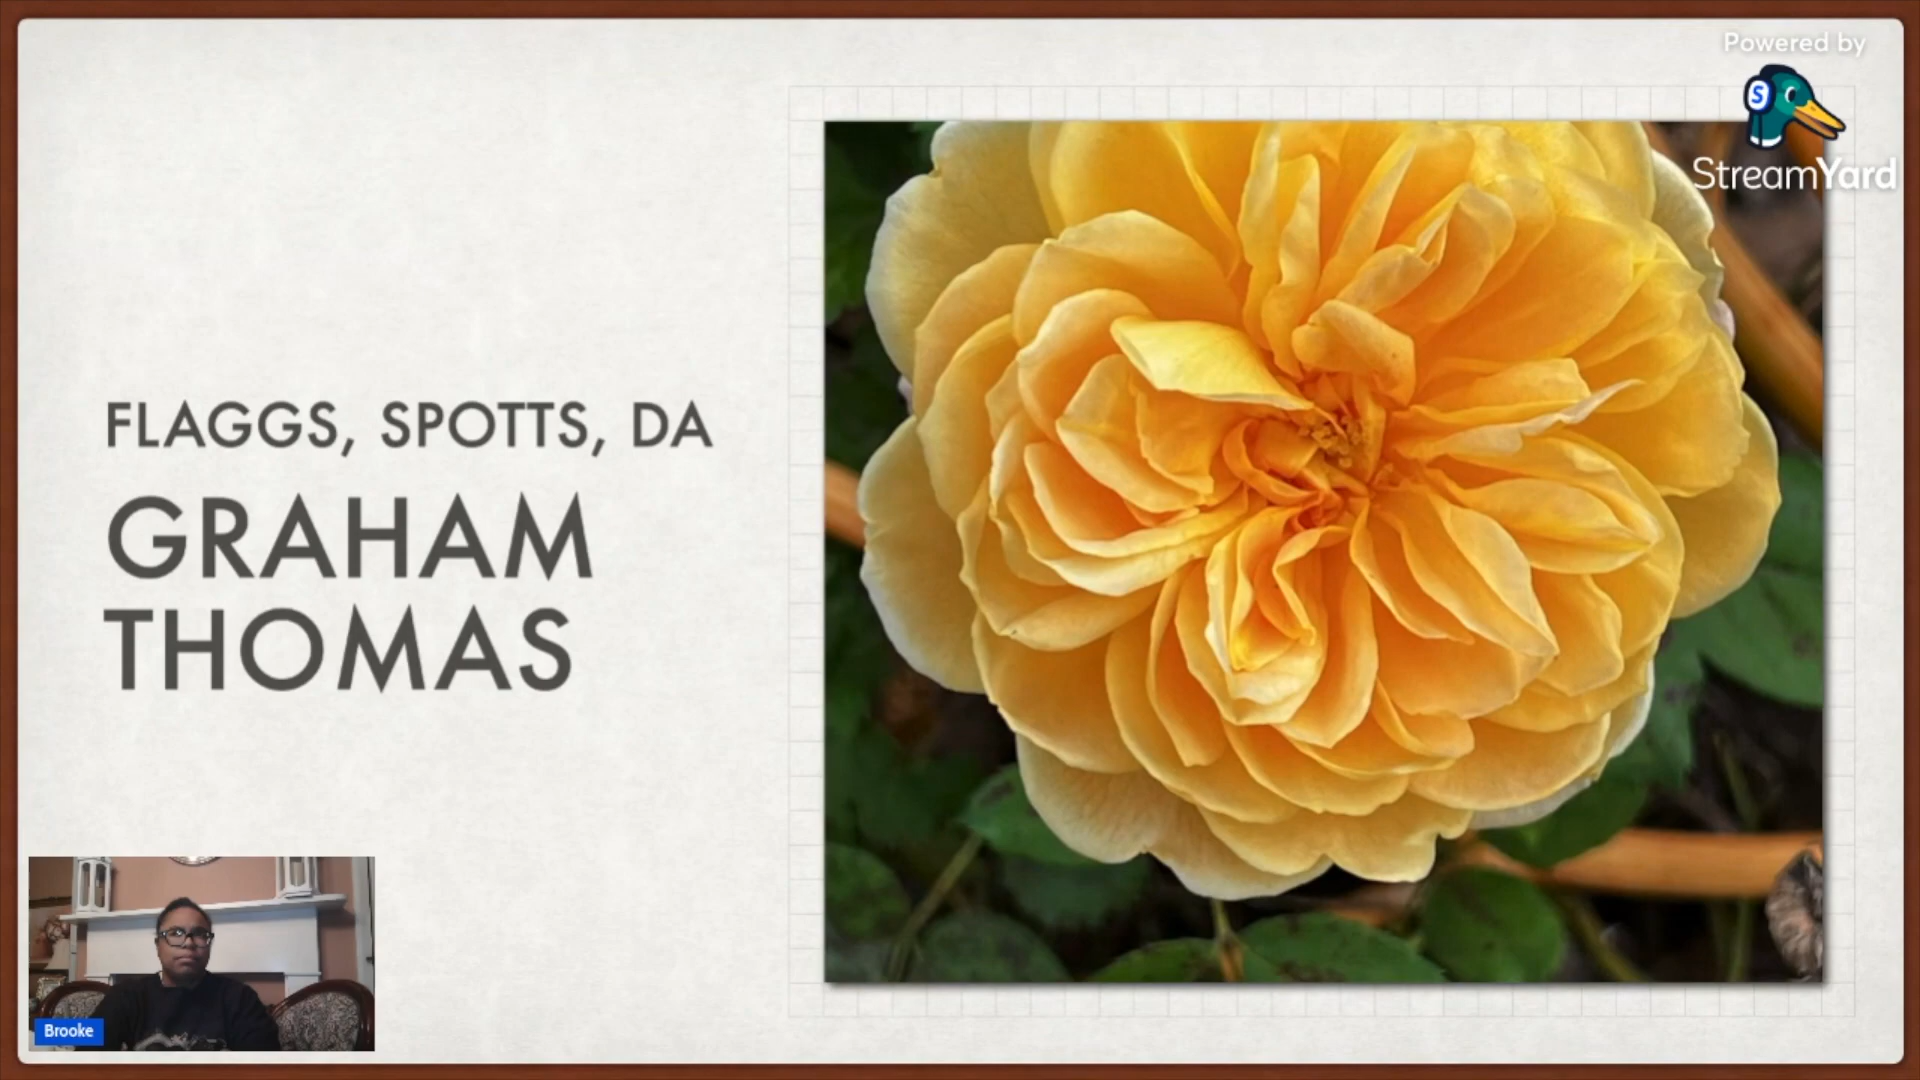 Powered by
StreamYard
FLAGGS, SPOTTS, DA
GRAHAM
THOMAS
Brooke